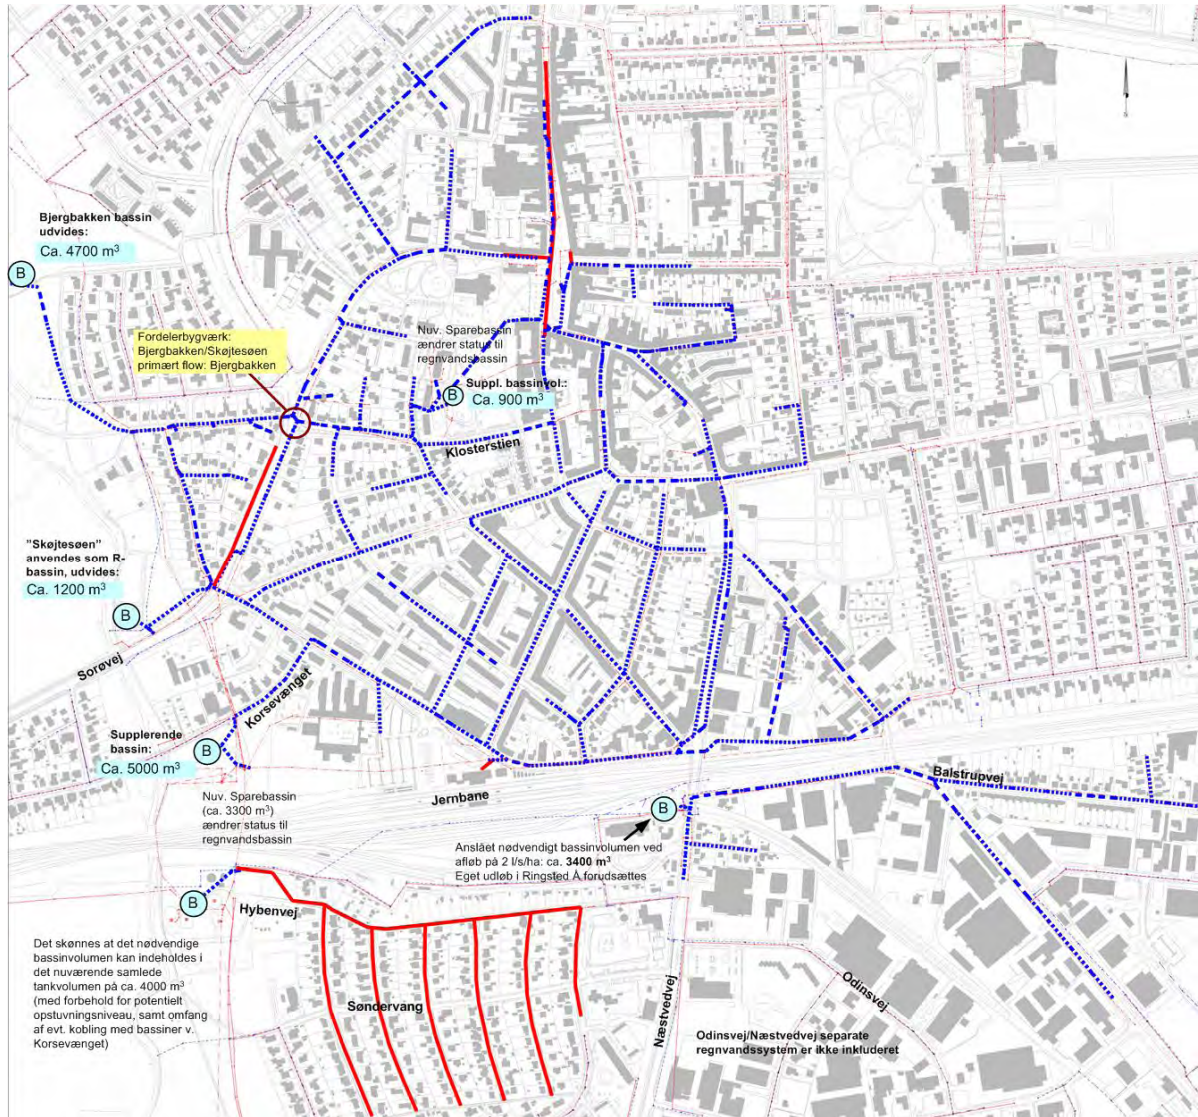 Bjergbakken bassin
udvides:
Ca. 4700 m³
B
Fordelerbygværk:
Bjergbakken/Skøjtesøen
primært flow: Bjergbakken
Nuv. Sparebassin
ændrer status til
regnvandsbassin
B
Suppl. bassinvol.:
Ca. 900 m³
Klosterstien
"Skøjtesøen"
anvendes som R-
bassin, udvides:
Ca. 1200 m³
B
Sorøvej
Korsevænget
Supplerende
bassin:
Ca. 5000 m³
B
Jernbane
Balstrupvej
Nuv. Sparebassin
(ca. 3300 m³)
ændrer status til
regnvandsbassin
B
Anslået nødvendigt bassinvolumen ved
afløb på 2 l/s/ha: ca. 3400 m³
Eget udløb i Ringsted Å forudsættes
B
Hybenvej
Det skønnes at det nødvendige
bassinvolumen kan indeholdes i
det nuværende samlede
tankvolumen på ca. 4000 m³
(med forbehold for potentielt
opstuvningsniveau, samt omfang
af evt. kobling med bassiner v.
Korsevænget)
Søndervang
Næstvedvej
Odinsvej
Odinsvej/Næstvedvej separate
regnvandssystem er ikke inkluderet